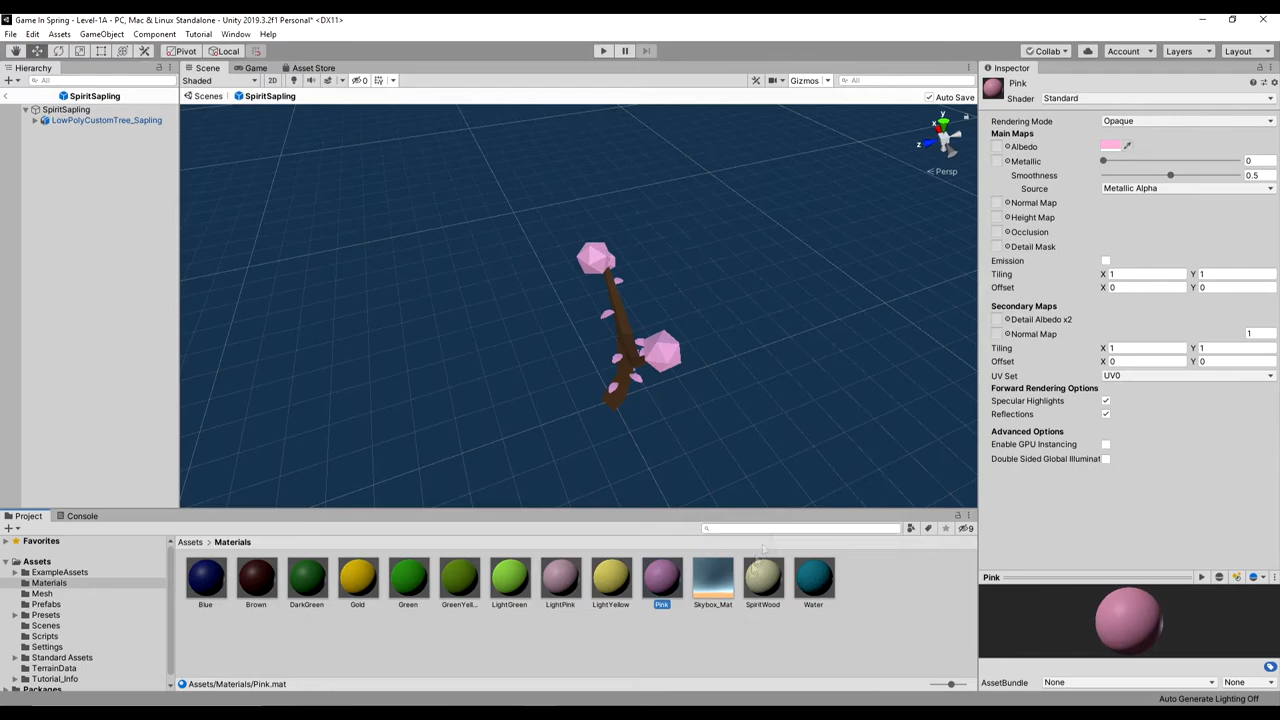 Game In Spring - Level-1A - PC, Mac & Linux Standalone - Unity 2019.3.2f1 Personal* <DX11>
File Edit Assets GameObject Component Tutorial Window Help
Pivot Local Collab Account Layers Layout
Hierarchy
All
SpiritSapling
SpiritSapling
LowPolyCustomTree_Sapling
Scene Game Asset Store
Shaded 2D 0 Gizmos All
Scenes SpiritSapling Auto Save
y
x
z
Persp
Inspector
Pink
Shader Standard
Rendering Mode Opaque
Main Maps
Albedo
Metallic 0
Smoothness 0.5
Source Metallic Alpha
Normal Map
Height Map
Occlusion
Detail Mask
Emission
Tiling X 1 Y 1
Offset X 0 Y 0
Secondary Maps
Detail Albedo x2
Normal Map 1
Tiling X 1 Y 1
Offset X 0 Y 0
UV Set UV0
Forward Rendering Options
Specular Highlights
Reflections
Advanced Options
Enable GPU Instancing
Double Sided Global Illuminat
Project Console
9
Favorites
Assets
ExampleAssets
Materials
Mesh
Prefabs
Presets
Scenes
Scripts
Settings
Standard Assets
TerrainData
Tutorial_Info
Packages
Assets Materials
Blue Brown DarkGreen Gold Green GreenYell... LightGreen LightPink LightYellow Pink Skybox_Mat SpiritWood Water
Assets/Materials/Pink.mat
Pink
AssetBundle None None
Auto Generate Lighting Off